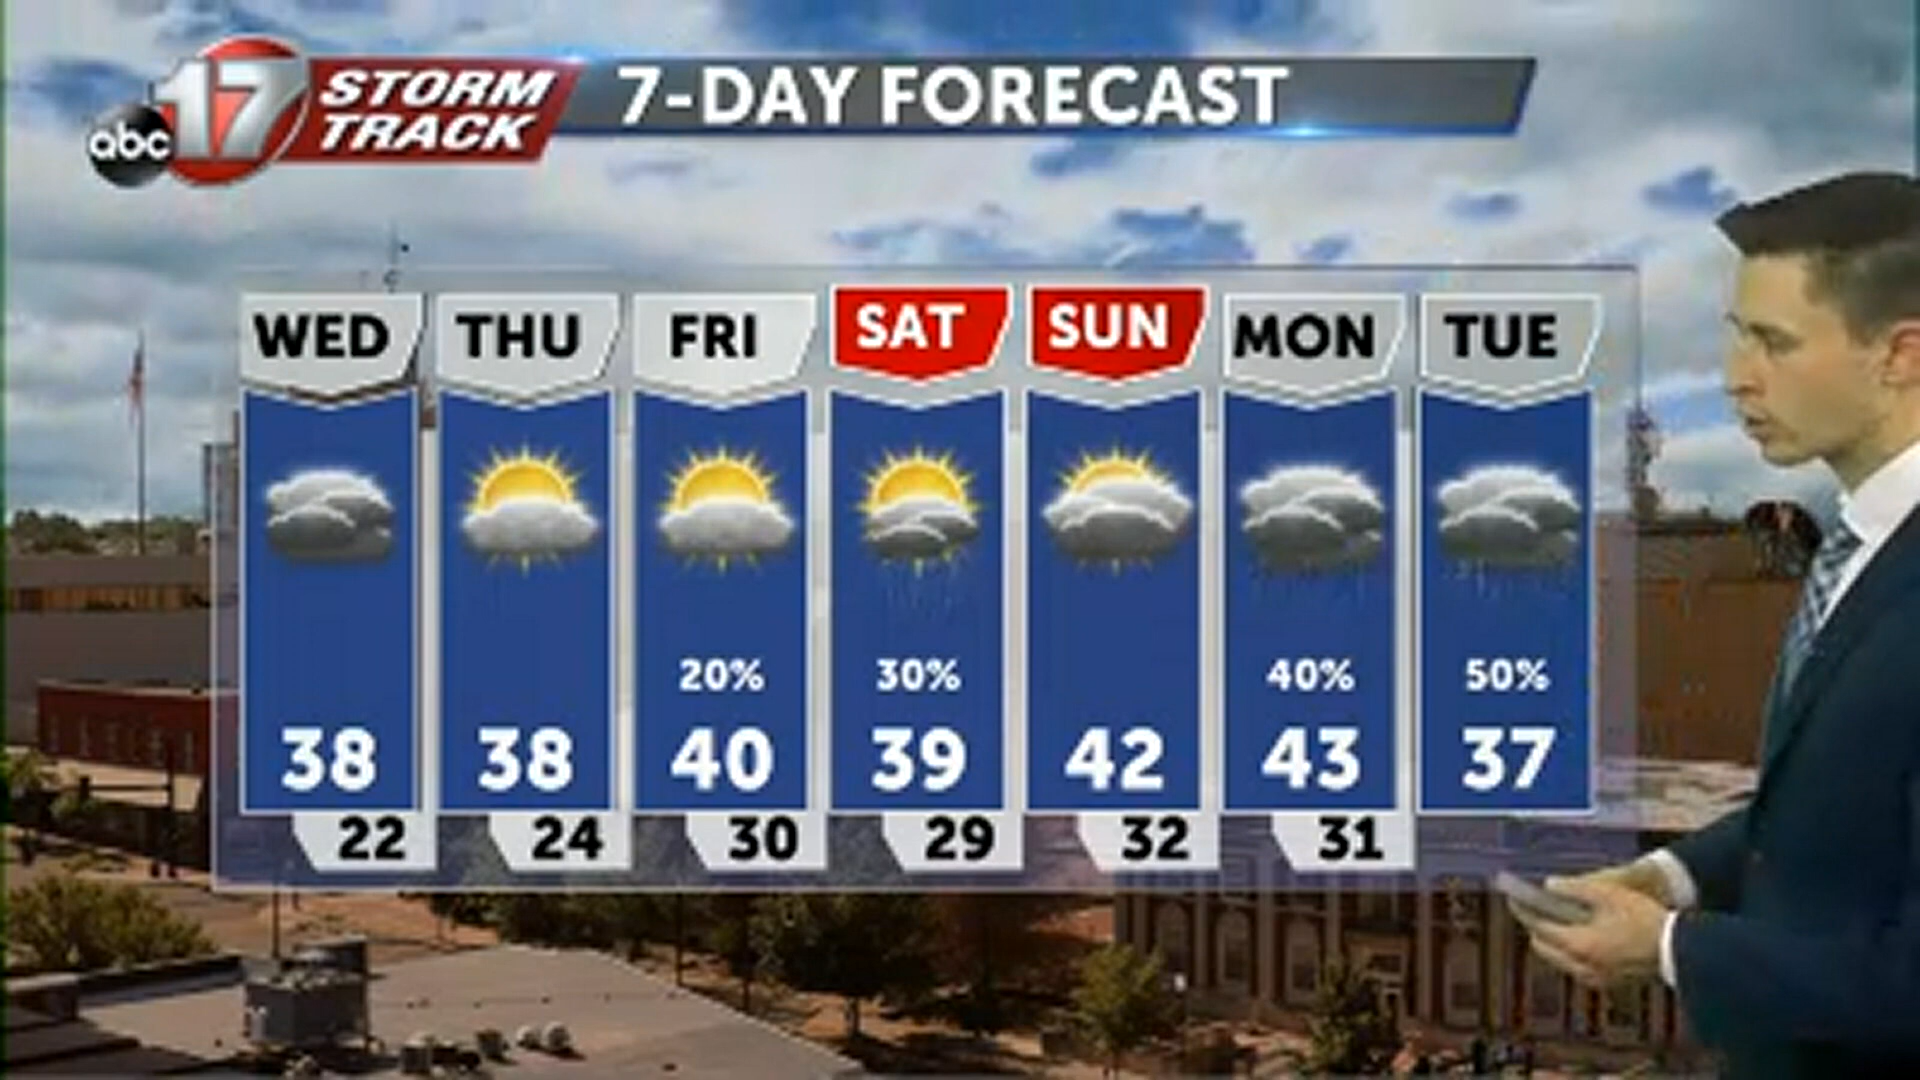 abc 17 STORM TRACK
7-DAY FORECAST
WED THU FRI SAT SUN MON TUE
20% 30% 40% 50%
38 38 40 39 42 43 37
22 24 30 29 32 31